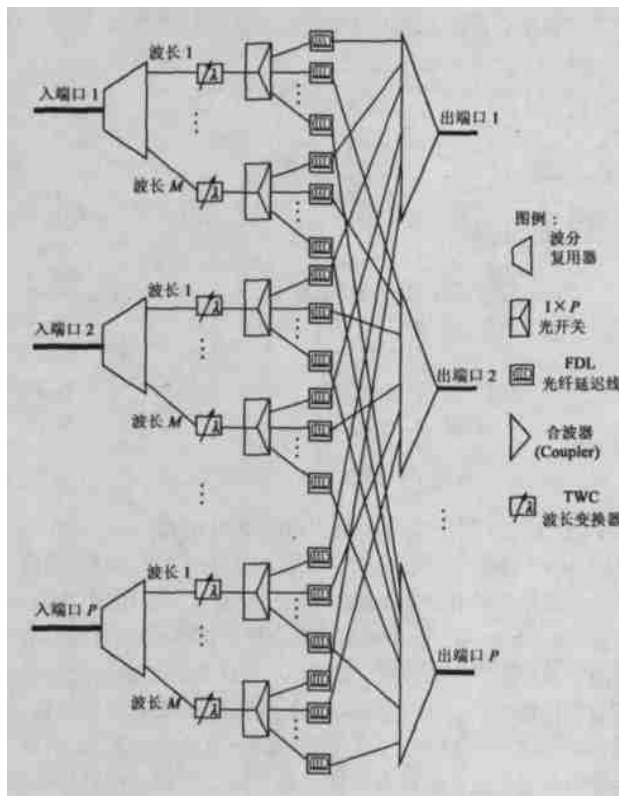 波长 1
入端口 1
波长 M
出端口 1
波长 1
入端口 2
波长 M
出端口 2
波长 1
入端口 P
波长 M
出端口 P
图例：
波分
复用器
1×P
光开关
FDL
光纤延迟线
合波器
(Coupler)
TWC
波长变换器